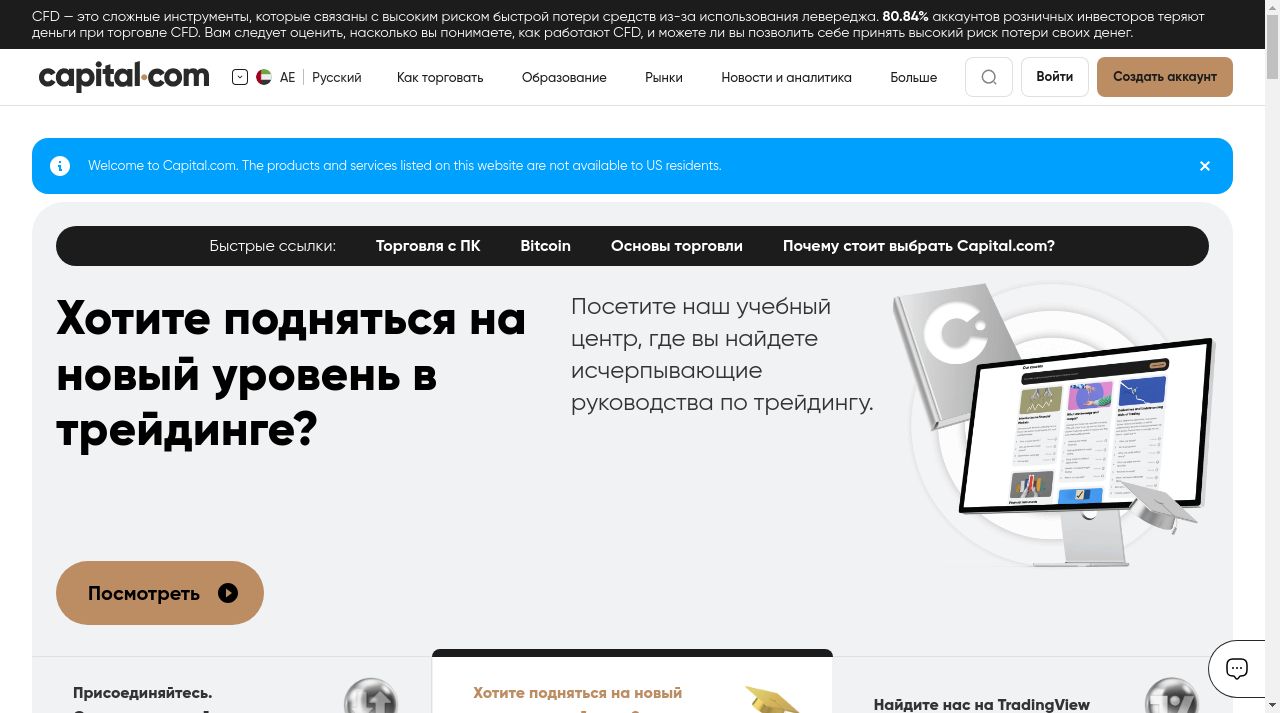 CFD — это сложные инструменты, которые связаны с высоким риском быстрой потери средств из-за использования левереджа. 80.84% аккаунтов розничных инвесторов теряют
деньги при торговле CFD. Вам следует оценить, насколько вы понимаете, как работают CFD, и можете ли вы позволить себе принять высокий риск потери своих денег.
capital.com AE Русский Как торговать Образование Рынки Новости и аналитика Больше Войти Создать аккаунт
Welcome to Capital.com. The products and services listed on this website are not available to US residents.
Быстрые ссылки: Торговля с ПК Bitcoin Основы торговли Почему стоит выбрать Capital.com?
Хотите подняться на
новый уровень в
трейдинге?
Посетите наш учебный
центр, где вы найдете
исчерпывающие
руководства по трейдингу.
Посмотреть
Присоединяйтесь.
Хотите подняться на новый
Найдите нас на TradingView